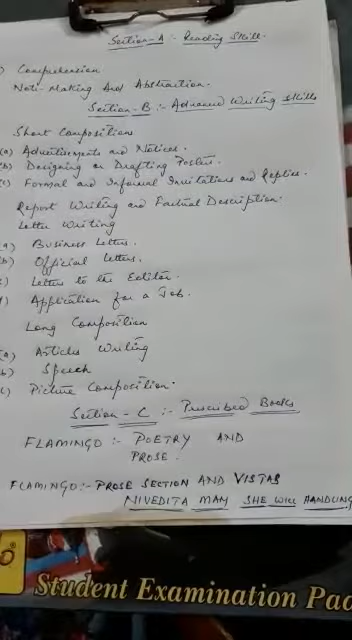 Section-A :- Reading Skill.
) Comprehension
Note-Making And Abstraction.
Section-B :- Advanced Writing Skills
Short Compositions
(a) Advertisements and Notices.
(b) Designing or Drafting Poster.
(c) Formal and Informal Invitations and Replies.
Report Writing and Factual Description.
Letter Writing
a) Business Letters.
(b) Official Letters.
) Letters to the Editor.
) Application for a Job.
Long Composition
a) Articles Writing
b) Speech
c) Picture Composition.
Section-C :- Prescribed Books
FLAMINGO :- POETRY AND
PROSE.
FLAMINGO :- PROSE SECTION AND VISTAS
NIVEDITA MAM SHE WILL HANDLING
Student Examination Pad